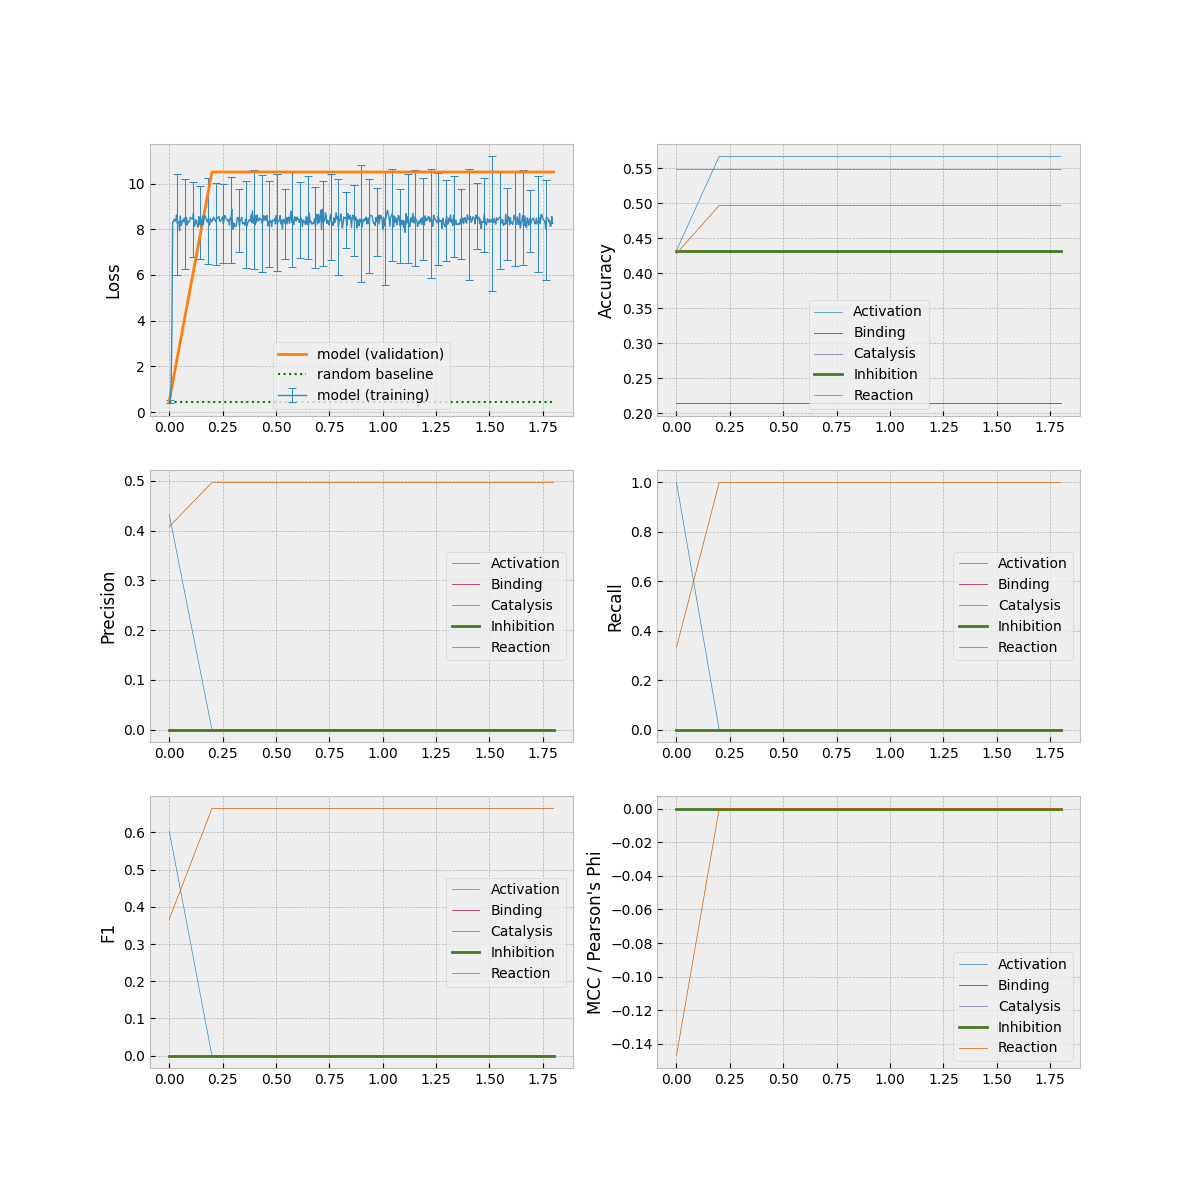 Loss
10
8
6
4
2
0
model (validation)
random baseline
model (training)
0.00 0.25 0.50 0.75 1.00 1.25 1.50 1.75
Accuracy
0.55
0.50
0.45
0.40
0.35
0.30
0.25
0.20
Activation
Binding
Catalysis
Inhibition
Reaction
0.00 0.25 0.50 0.75 1.00 1.25 1.50 1.75
Precision
0.5
0.4
0.3
0.2
0.1
0.0
Activation
Binding
Catalysis
Inhibition
Reaction
0.00 0.25 0.50 0.75 1.00 1.25 1.50 1.75
Recall
1.0
0.8
0.6
0.4
0.2
0.0
Activation
Binding
Catalysis
Inhibition
Reaction
0.00 0.25 0.50 0.75 1.00 1.25 1.50 1.75
F1
0.6
0.5
0.4
0.3
0.2
0.1
0.0
Activation
Binding
Catalysis
Inhibition
Reaction
0.00 0.25 0.50 0.75 1.00 1.25 1.50 1.75
MCC / Pearson's Phi
0.00
−0.02
−0.04
−0.06
−0.08
−0.10
−0.12
−0.14
Activation
Binding
Catalysis
Inhibition
Reaction
0.00 0.25 0.50 0.75 1.00 1.25 1.50 1.75